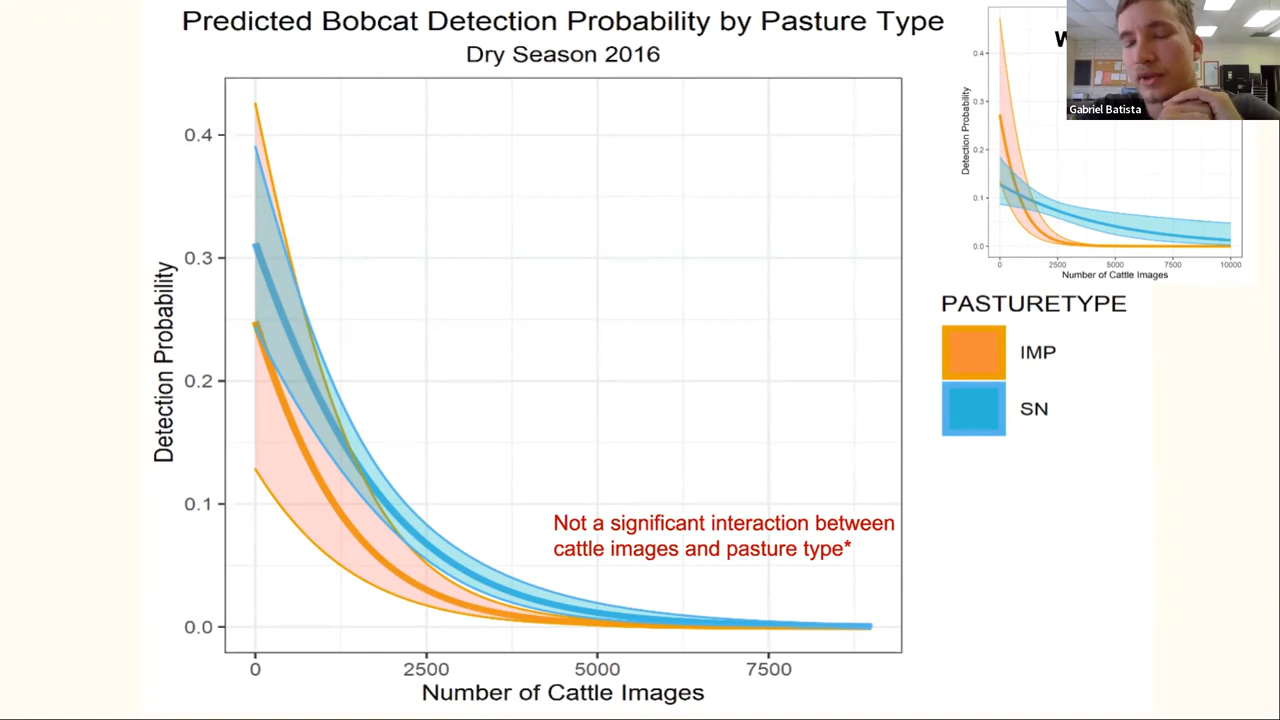 Predicted Bobcat Detection Probability by Pasture Type
Dry Season 2016
0.4
0.3
0.2
0.1
0.0
Detection Probability
0
2500
5000
7500
Number of Cattle Images
Not a significant interaction between
cattle images and pasture type*
W
Gabriel Batista
0.4
0.3
0.2
0.1
0.0
Detection Probability
0
2500
5000
7500
10000
Number of Cattle Images
PASTURETYPE
IMP
SN